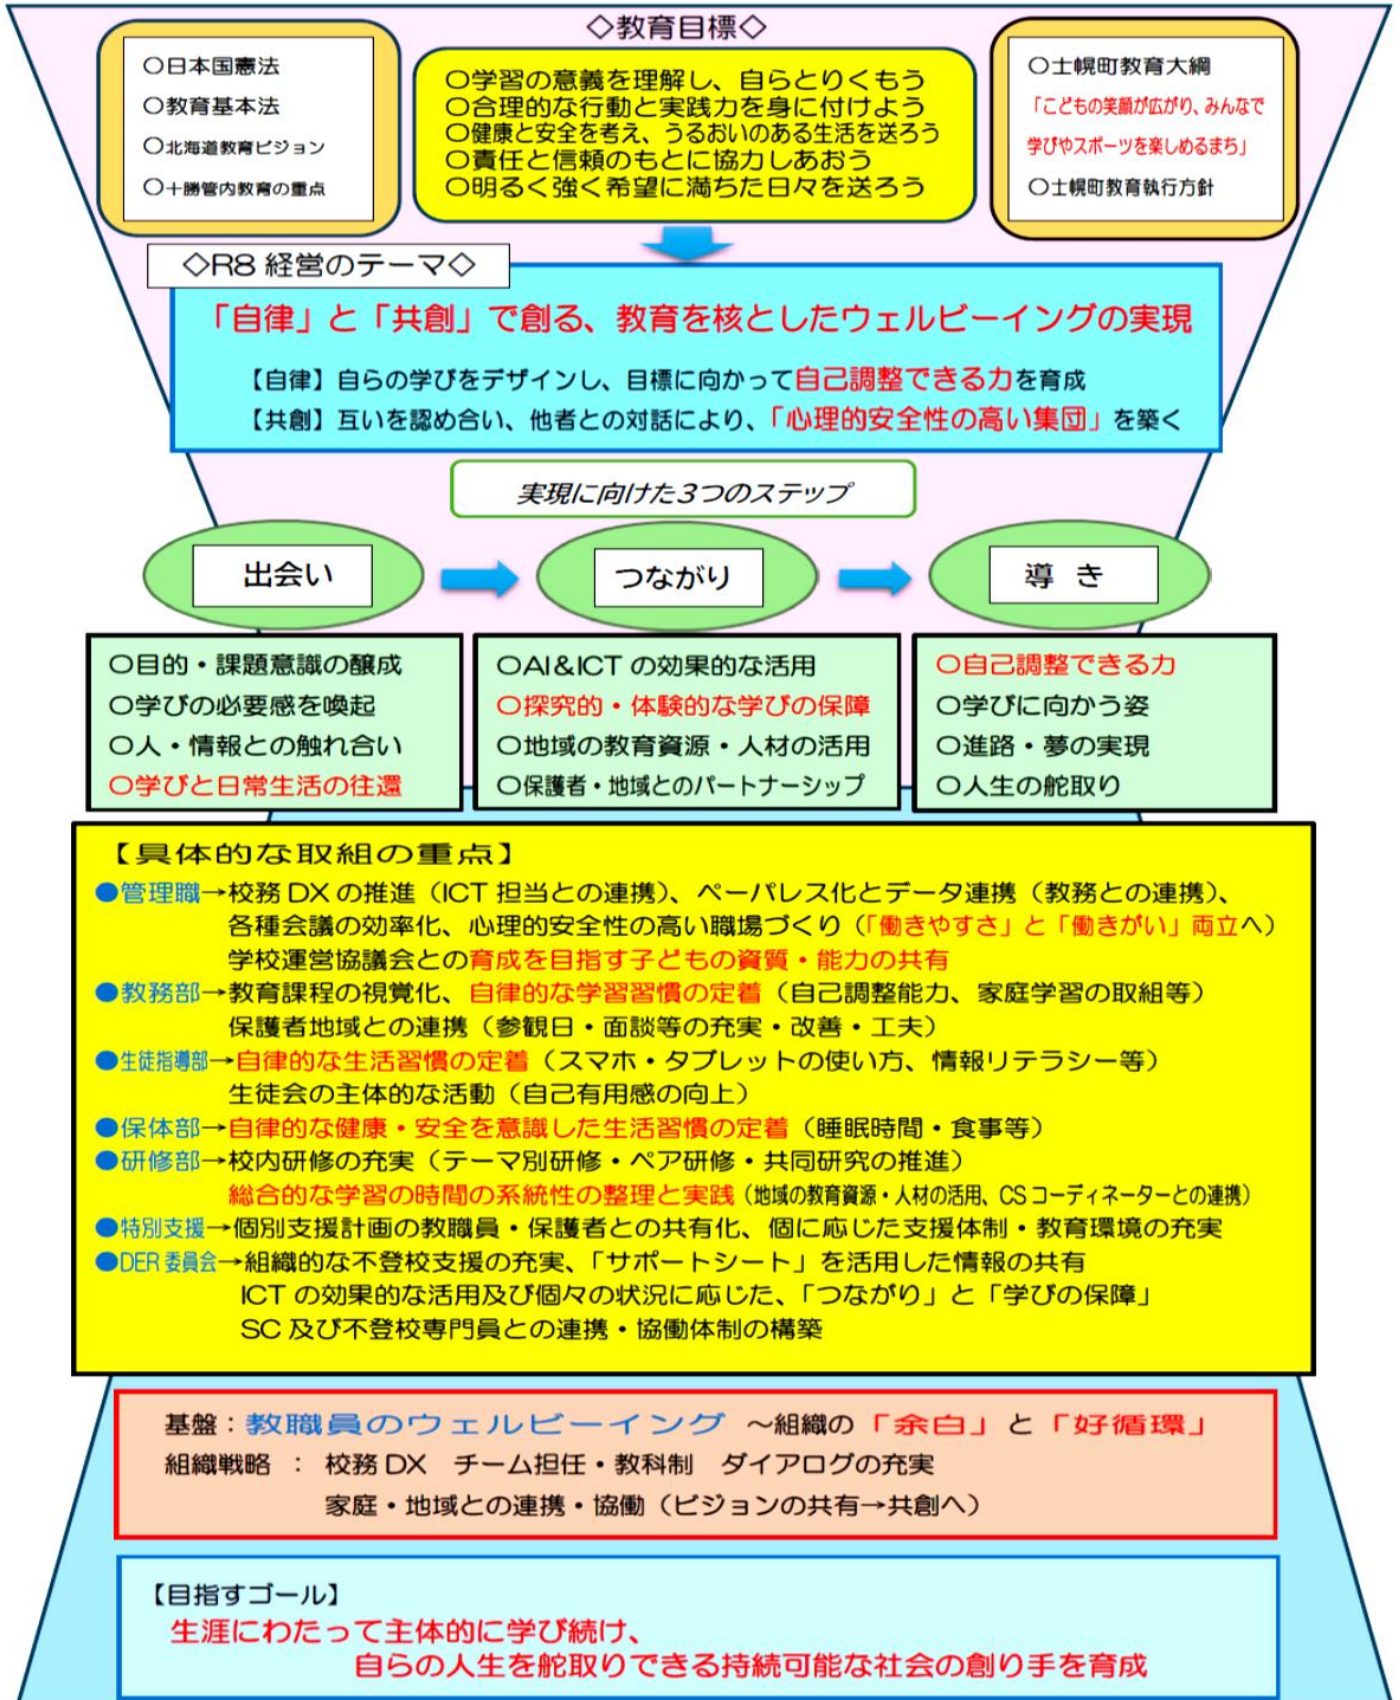 ◇教育目標◇
○日本国憲法
○教育基本法
○北海道教育ビジョン
○十勝管内教育の重点
○学習の意義を理解し、自らとりくもう
○合理的な行動と実践力を身に付けよう
○健康と安全を考え、うるおいのある生活を送ろう
○責任と信頼のもとに協力しあおう
○明るく強く希望に満ちた日々を送ろう
○士幌町教育大綱
「こどもの笑顔が広がり、みんなで
学びやスポーツを楽しめるまち」
○士幌町教育執行方針
◇R8 経営のテーマ◇
「自律」と「共創」で創る、教育を核としたウェルビーイングの実現
【自律】自らの学びをデザインし、目標に向かって自己調整できる力を育成
【共創】互いを認め合い、他者との対話により、「心理的安全性の高い集団」を築く
実現に向けた3つのステップ
出会い
つながり
導 き
○目的・課題意識の醸成
○学びの必要感を喚起
○人・情報との触れ合い
○学びと日常生活の往還
○AI&ICT の効果的な活用
○探究的・体験的な学びの保障
○地域の教育資源・人材の活用
○保護者・地域とのパートナーシップ
○自己調整できる力
○学びに向かう姿
○進路・夢の実現
○人生の舵取り
【具体的な取組の重点】
●管理職→校務 DX の推進（ICT 担当との連携）、ペーパレス化とデータ連携（教務との連携）、
各種会議の効率化、心理的安全性の高い職場づくり（「働きやすさ」と「働きがい」両立へ）
学校運営協議会との育成を目指す子どもの資質・能力の共有
●教務部→教育課程の視覚化、自律的な学習習慣の定着（自己調整能力、家庭学習の取組等）
保護者地域との連携（参観日・面談等の充実・改善・工夫）
●生徒指導部→自律的な生活習慣の定着（スマホ・タブレットの使い方、情報リテラシー等）
生徒会の主体的な活動（自己有用感の向上）
●保体部→自律的な健康・安全を意識した生活習慣の定着（睡眠時間・食事等）
●研修部→校内研修の充実（テーマ別研修・ペア研修・共同研究の推進）
総合的な学習の時間の系統性の整理と実践（地域の教育資源・人材の活用、CS コーディネーターとの連携）
●特別支援→個別支援計画の教職員・保護者との共有化、個に応じた支援体制・教育環境の充実
●DER 委員会→組織的な不登校支援の充実、「サポートシート」を活用した情報の共有
ICT の効果的な活用及び個々の状況に応じた、「つながり」と「学びの保障」
SC 及び不登校専門員との連携・協働体制の構築
基盤：教職員のウェルビーイング ～組織の「余白」と「好循環」
組織戦略 ： 校務 DX チーム担任・教科制 ダイアログの充実
家庭・地域との連携・協働（ビジョンの共有→共創へ）
【目指すゴール】
生涯にわたって主体的に学び続け、
自らの人生を舵取りできる持続可能な社会の創り手を育成